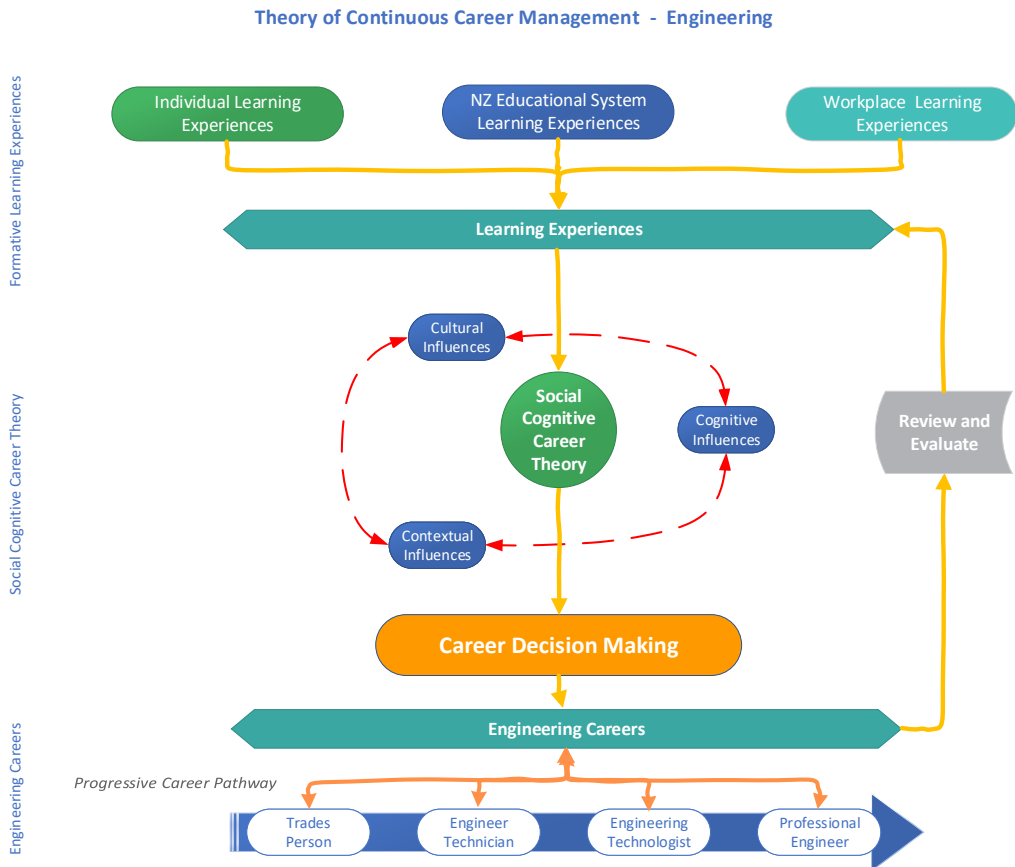 Theory of Continuous Career Management - Engineering
Formative Learning Experiences
Individual Learning
Experiences
NZ Educational System
Learning Experiences
Workplace Learning
Experiences
Learning Experiences
Social Cognitive Career Theory
Cultural
Influences
Social
Cognitive
Career
Theory
Cognitive
Influences
Review and
Evaluate
Contextual
Influences
Career Decision Making
Engineering Careers
Engineering Careers
Progressive Career Pathway
Trades
Person
Engineer
Technician
Engineering
Technologist
Professional
Engineer